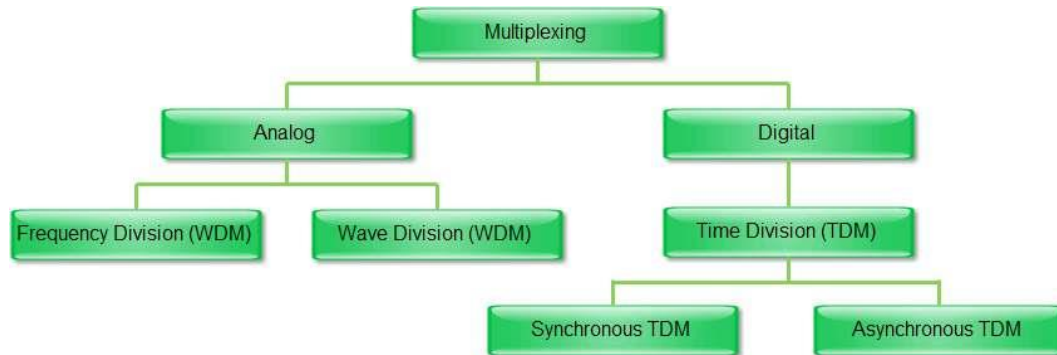 Multiplexing
Analog
Digital
Frequency Division (WDM)
Wave Division (WDM)
Time Division (TDM)
Synchronous TDM
Asynchronous TDM